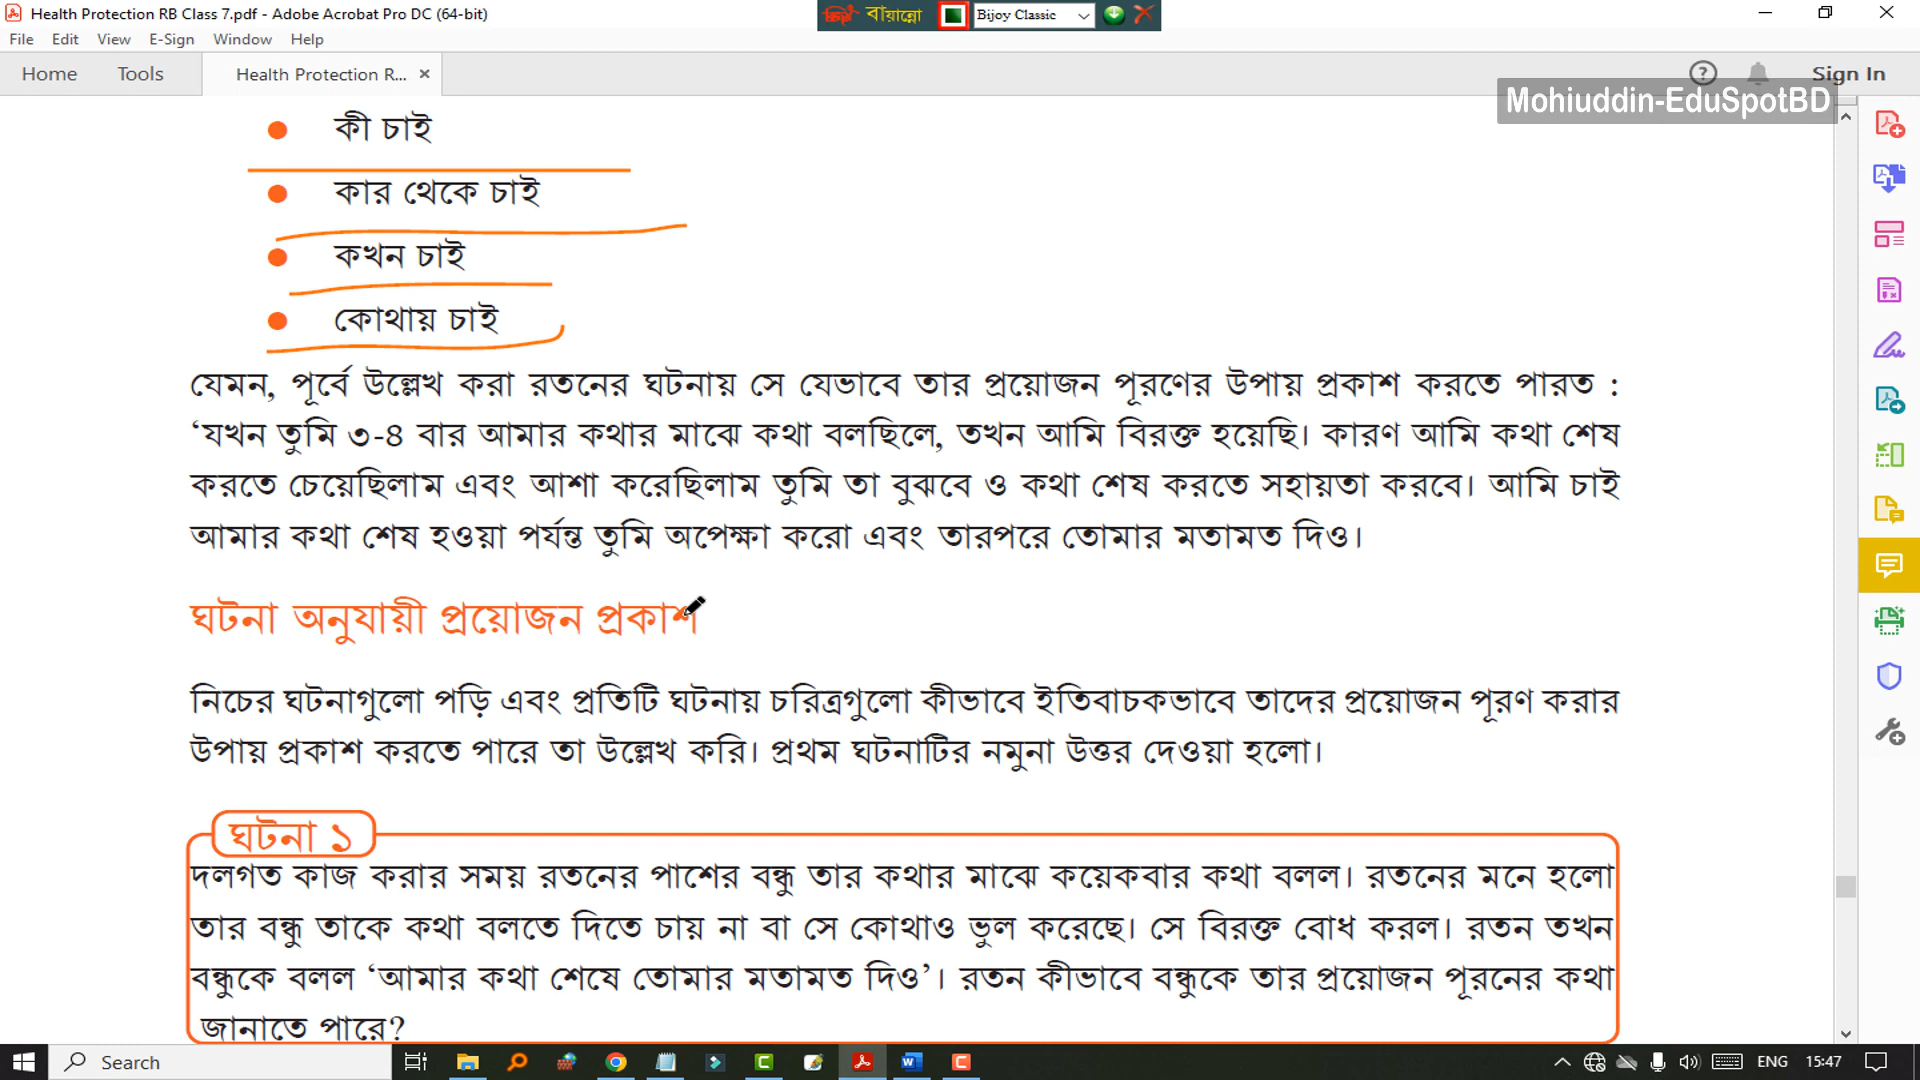 Health Protection RB Class 7.pdf - Adobe Acrobat Pro DC (64-bit)
বায়ান্নো
Bijoy Classic
File Edit View E-Sign Window Help
Home Tools Health Protection R... Sign In
Mohiuddin-EduSpotBD
কী চাই
কার থেকে চাই
কখন চাই
কোথায় চাই
যেমন, পূর্বে উল্লেখ করা রতনের ঘটনায় সে যেভাবে তার প্রয়োজন পূরণের উপায় প্রকাশ করতে পারত :
‘যখন তুমি ৩-৪ বার আমার কথার মাঝে কথা বলছিলে, তখন আমি বিরক্ত হয়েছি। কারণ আমি কথা শেষ
করতে চেয়েছিলাম এবং আশা করেছিলাম তুমি তা বুঝবে ও কথা শেষ করতে সহায়তা করবে। আমি চাই
আমার কথা শেষ হওয়া পর্যন্ত তুমি অপেক্ষা করো এবং তারপরে তোমার মতামত দিও।
ঘটনা অনুযায়ী প্রয়োজন প্রকাশ
নিচের ঘটনাগুলো পড়ি এবং প্রতিটি ঘটনায় চরিত্রগুলো কীভাবে ইতিবাচকভাবে তাদের প্রয়োজন পূরণ করার
উপায় প্রকাশ করতে পারে তা উল্লেখ করি। প্রথম ঘটনাটির নমুনা উত্তর দেওয়া হলো।
ঘটনা ১
দলগত কাজ করার সময় রতনের পাশের বন্ধু তার কথার মাঝে কয়েকবার কথা বলল। রতনের মনে হলো
তার বন্ধু তাকে কথা বলতে দিতে চায় না বা সে কোথাও ভুল করেছে। সে বিরক্ত বোধ করল। রতন তখন
বন্ধুকে বলল ‘আমার কথা শেষে তোমার মতামত দিও’। রতন কীভাবে বন্ধুকে তার প্রয়োজন পূরনের কথা
জানাতে পারে?
Search ENG 15:47